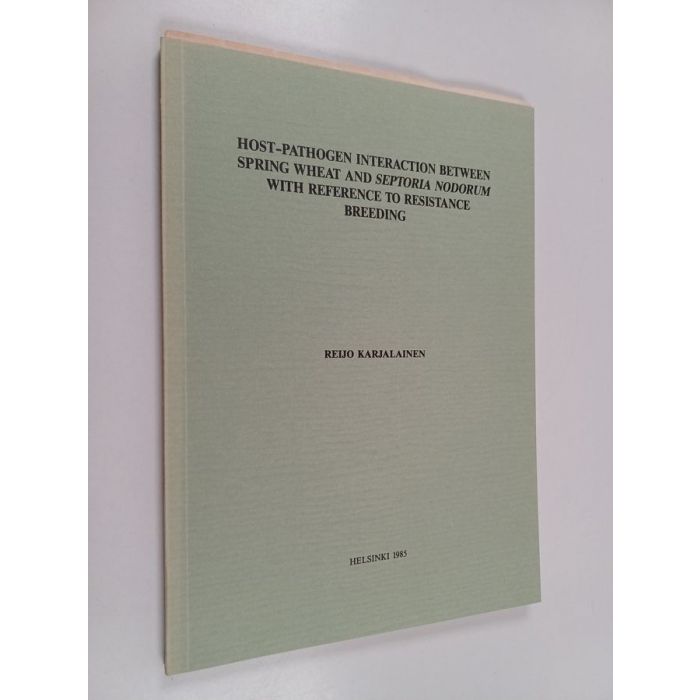 HOST-PATHOGEN INTERACTION BETWEEN
SPRING WHEAT AND SEPTORIA NODORUM
WITH REFERENCE TO RESISTANCE
BREEDING
REIJO KARJALAINEN
HELSINKI 1985